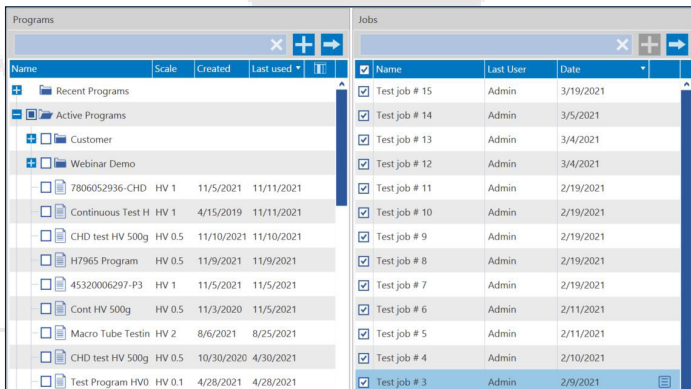 Programs
Name Scale Created Last used
Recent Programs
Active Programs
Customer
Webinar Demo
7806052936-CHD HV 1 11/5/2021 11/11/2021
Continuous Test H HV 1 4/15/2019 11/11/2021
CHD test HV 500g HV 0.5 11/10/2021 11/10/2021
H7965 Program HV 0.5 11/9/2021 11/9/2021
45320006297-P3 HV 1 11/5/2021 11/5/2021
Cont HV 500g HV 0.5 11/3/2020 11/5/2021
Macro Tube Testin HV 2 8/6/2021 8/25/2021
CHD test HV 500g HV 0.5 10/30/2020 4/30/2021
Test Program HV0 HV 0.1 4/28/2021 4/28/2021
Jobs
Name Last User Date
Test job # 15 Admin 3/19/2021
Test job # 14 Admin 3/5/2021
Test job # 13 Admin 3/4/2021
Test job # 12 Admin 3/4/2021
Test job # 11 Admin 2/19/2021
Test job # 10 Admin 2/19/2021
Test job # 9 Admin 2/19/2021
Test job # 8 Admin 2/19/2021
Test job # 7 Admin 2/19/2021
Test job # 6 Admin 2/11/2021
Test job # 5 Admin 2/11/2021
Test job # 4 Admin 2/10/2021
Test job # 3 Admin 2/9/2021